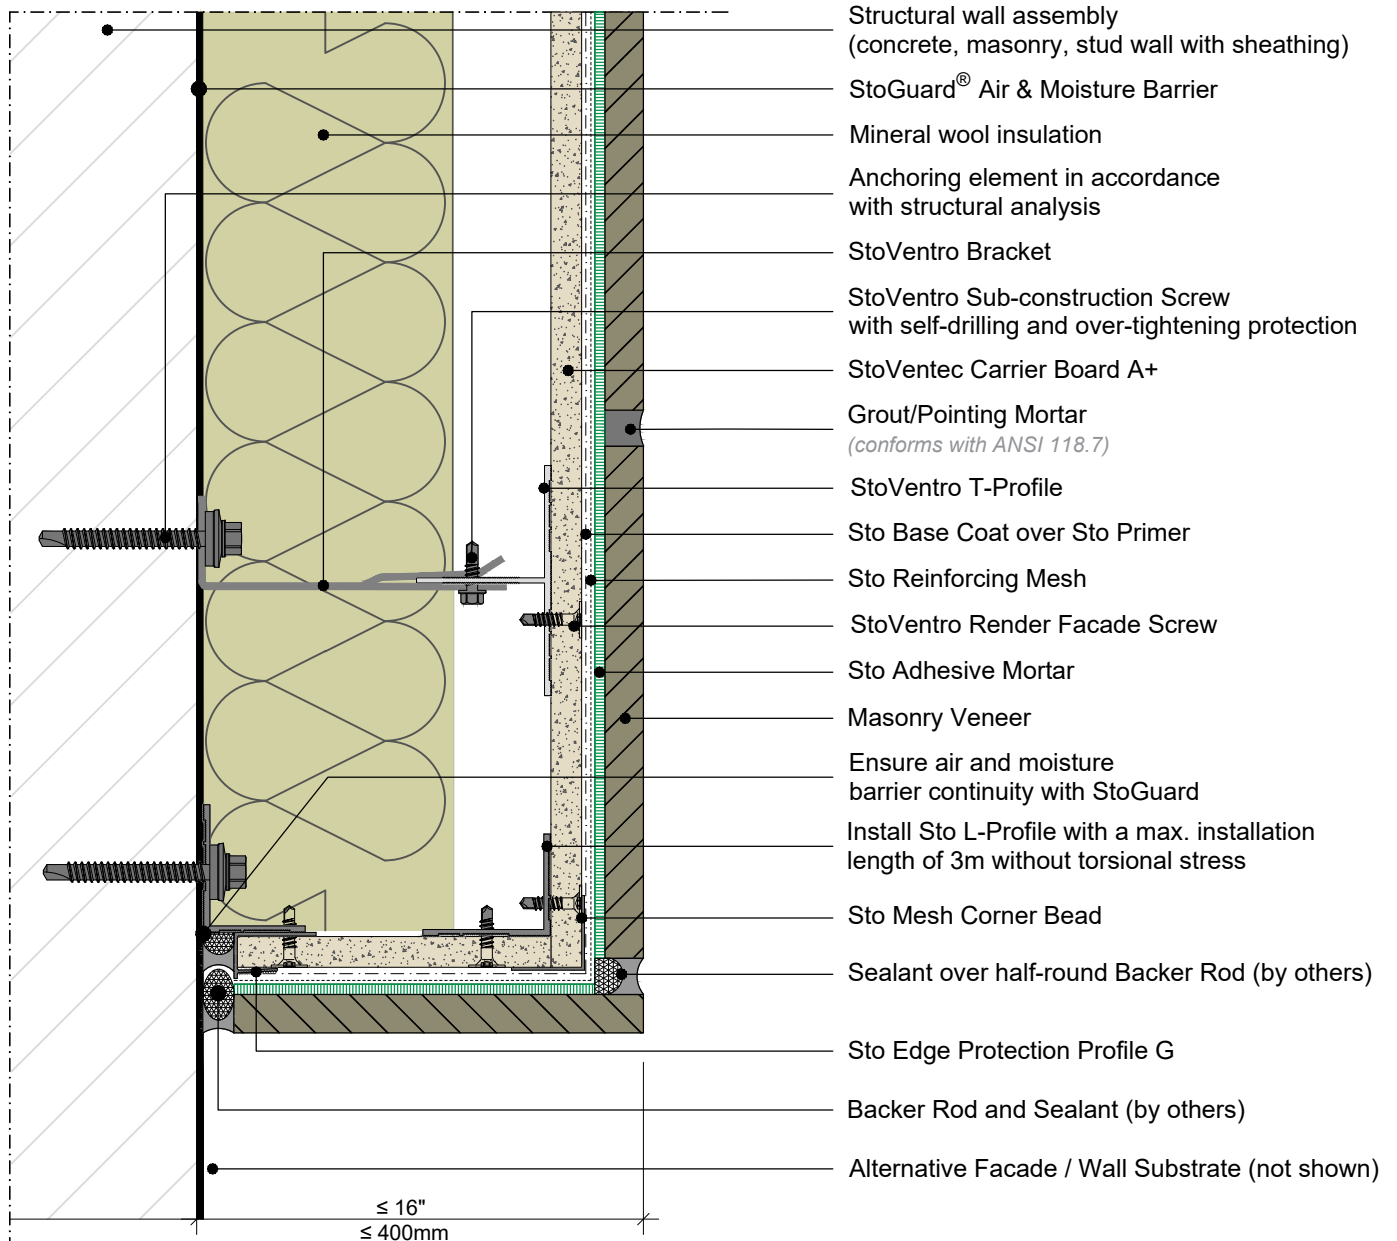 Structural wall assembly
(concrete, masonry, stud wall with sheathing)
StoGuard® Air & Moisture Barrier
Mineral wool insulation
Anchoring element in accordance
with structural analysis
StoVentro Bracket
StoVentro Sub-construction Screw
with self-drilling and over-tightening protection
StoVentec Carrier Board A+
Grout/Pointing Mortar
(conforms with ANSI 118.7)
StoVentro T-Profile
Sto Base Coat over Sto Primer
Sto Reinforcing Mesh
StoVentro Render Facade Screw
Sto Adhesive Mortar
Masonry Veneer
Ensure air and moisture
barrier continuity with StoGuard
Install Sto L-Profile with a max. installation
length of 3m without torsional stress
Sto Mesh Corner Bead
Sealant over half-round Backer Rod (by others)
Sto Edge Protection Profile G
Backer Rod and Sealant (by others)
Alternative Facade / Wall Substrate (not shown)
≤ 16"
≤ 400mm